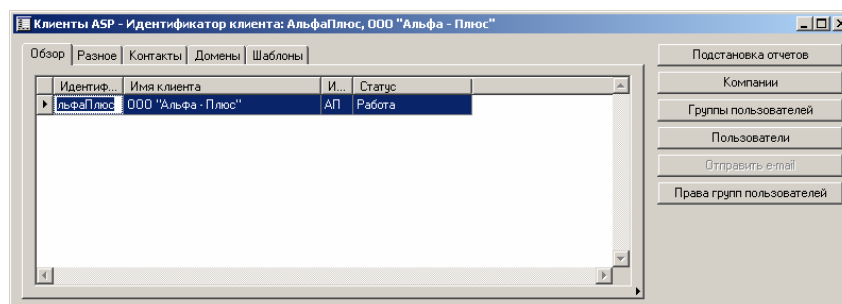 Клиенты ASP - Идентификатор клиента: АльфаПлюс, ООО "Альфа - Плюс"
Обзор Разное Контакты Домены Шаблоны
Идентиф... Имя клиента И... Статус
льфаПлюс ООО "Альфа - Плюс" АП Работа
Подстановка отчетов
Компании
Группы пользователей
Пользователи
Отправить e-mail
Права групп пользователей